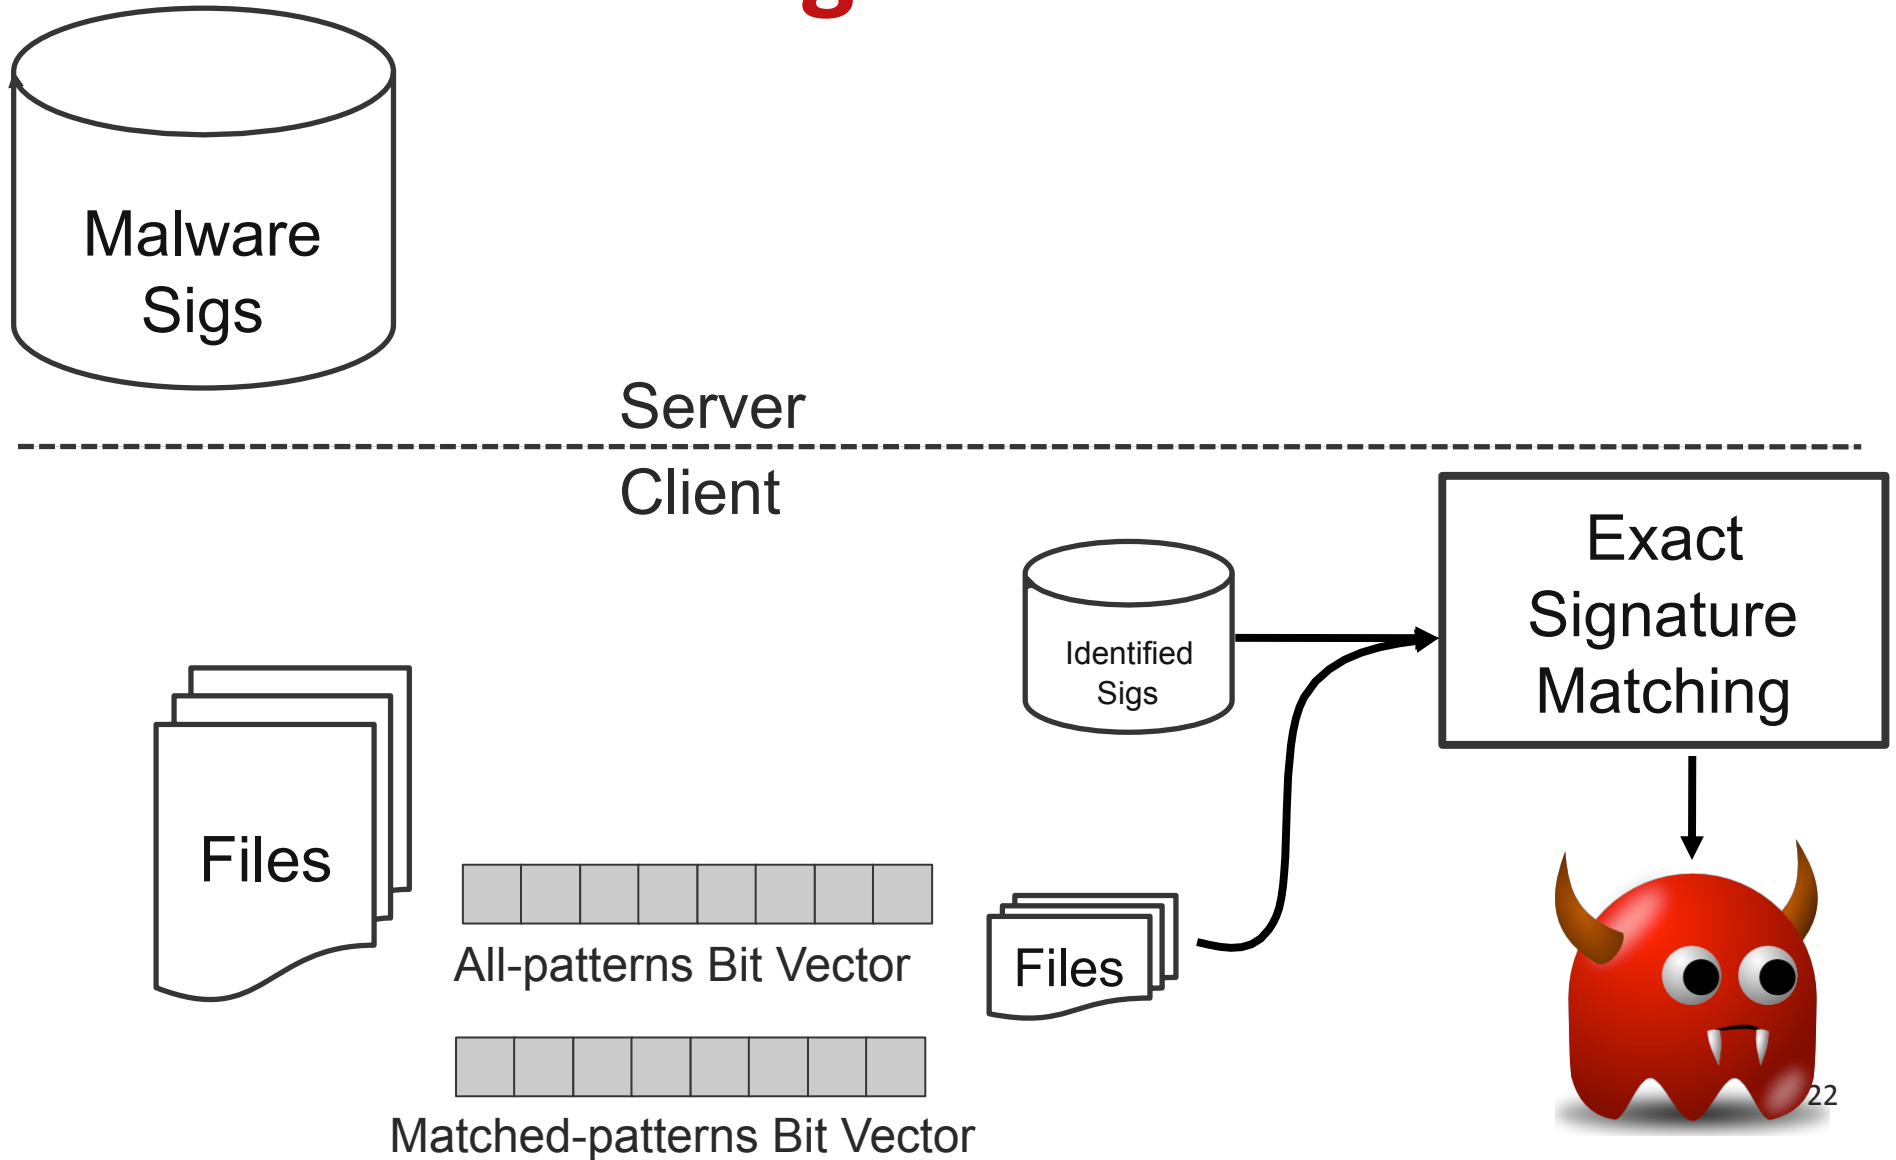 Malware
Sigs
Server
Client
Exact
Signature
Matching
Identified
Sigs
Files
All-patterns Bit Vector
Files
Matched-patterns Bit Vector
22